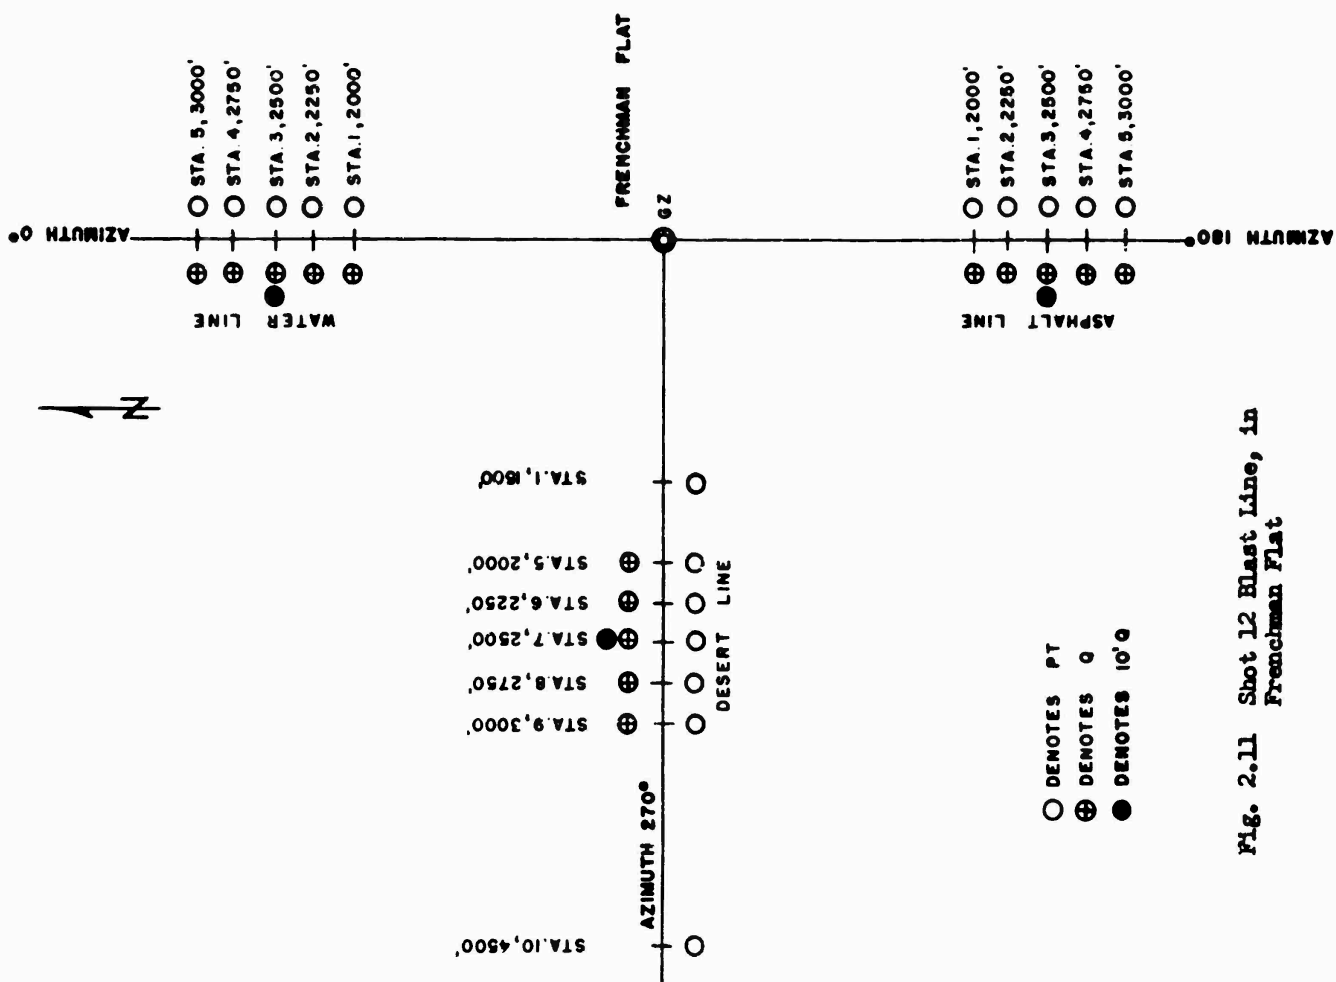 AZIMUTH 0°
STA. 5, 3000'
STA. 4, 2750'
STA. 3, 2500'
STA. 2, 2250'
STA. 1, 2000'
WATER LINE
FRENCHMAN FLAT
GZ
N
STA. 1, 1500'
STA. 5, 2000'
STA. 6, 2250'
STA. 7, 2500'
STA. 8, 2750'
STA. 9, 3000'
STA. 10, 4500'
DESERT LINE
AZIMUTH 270°
STA. 1, 2000'
STA. 2, 2250'
STA. 3, 2500'
STA. 4, 2750'
STA. 5, 3000'
ASPHALT LINE
AZIMUTH 180°
DENOTES PT
DENOTES Q
DENOTES 10'Q
Fig. 2.11 Shot 12 Blast Line, in
Frenchman Flat